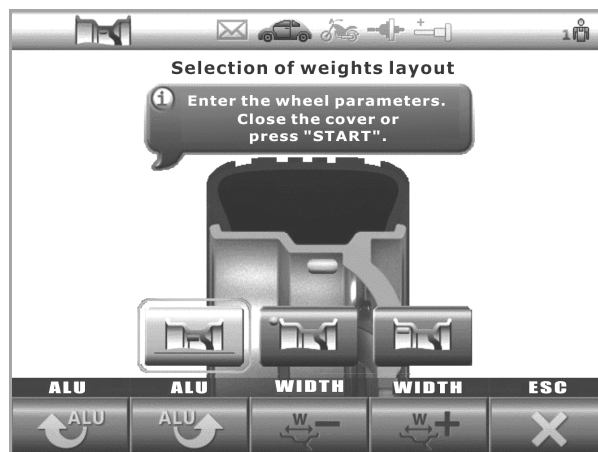 1
Selection of weights layout
i
Enter the wheel parameters.
Close the cover or
press "START".
ALU ALU WIDTH WIDTH ESC
ALU ALU W W